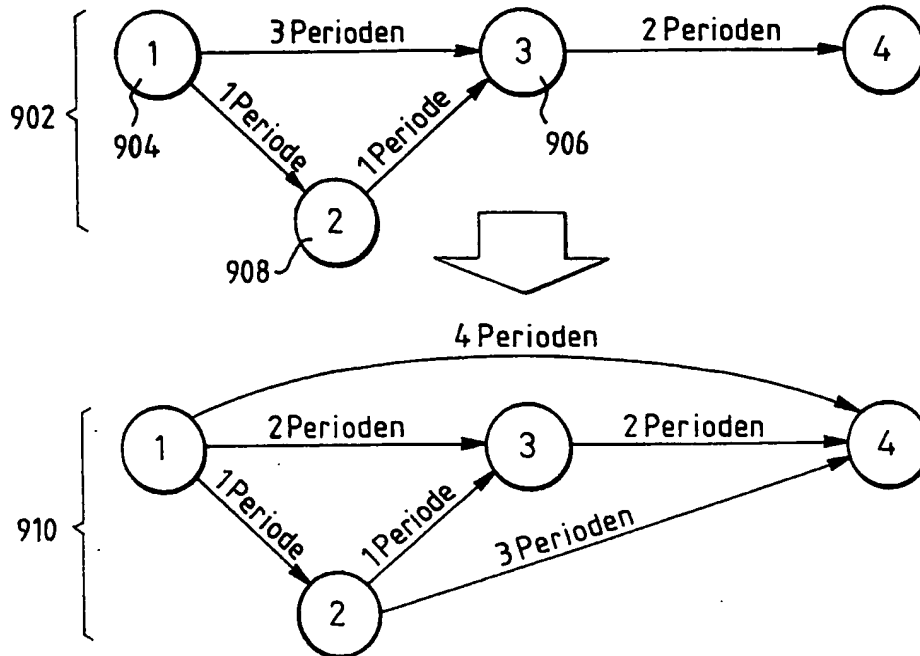 1
3 Perioden
3
2 Perioden
4
902
904
1 Periode
1 Periode
906
2
908
4 Perioden
1
2 Perioden
3
2 Perioden
4
910
1 Periode
1 Periode
3 Perioden
2